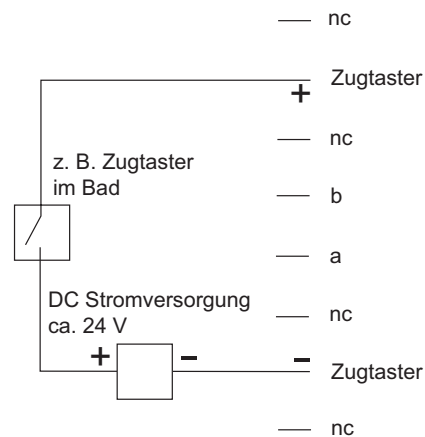 nc
Zugtaster
+
nc
z. B. Zugtaster
im Bad
b
a
DC Stromversorgung
ca. 24 V
nc
+
−
−
Zugtaster
nc